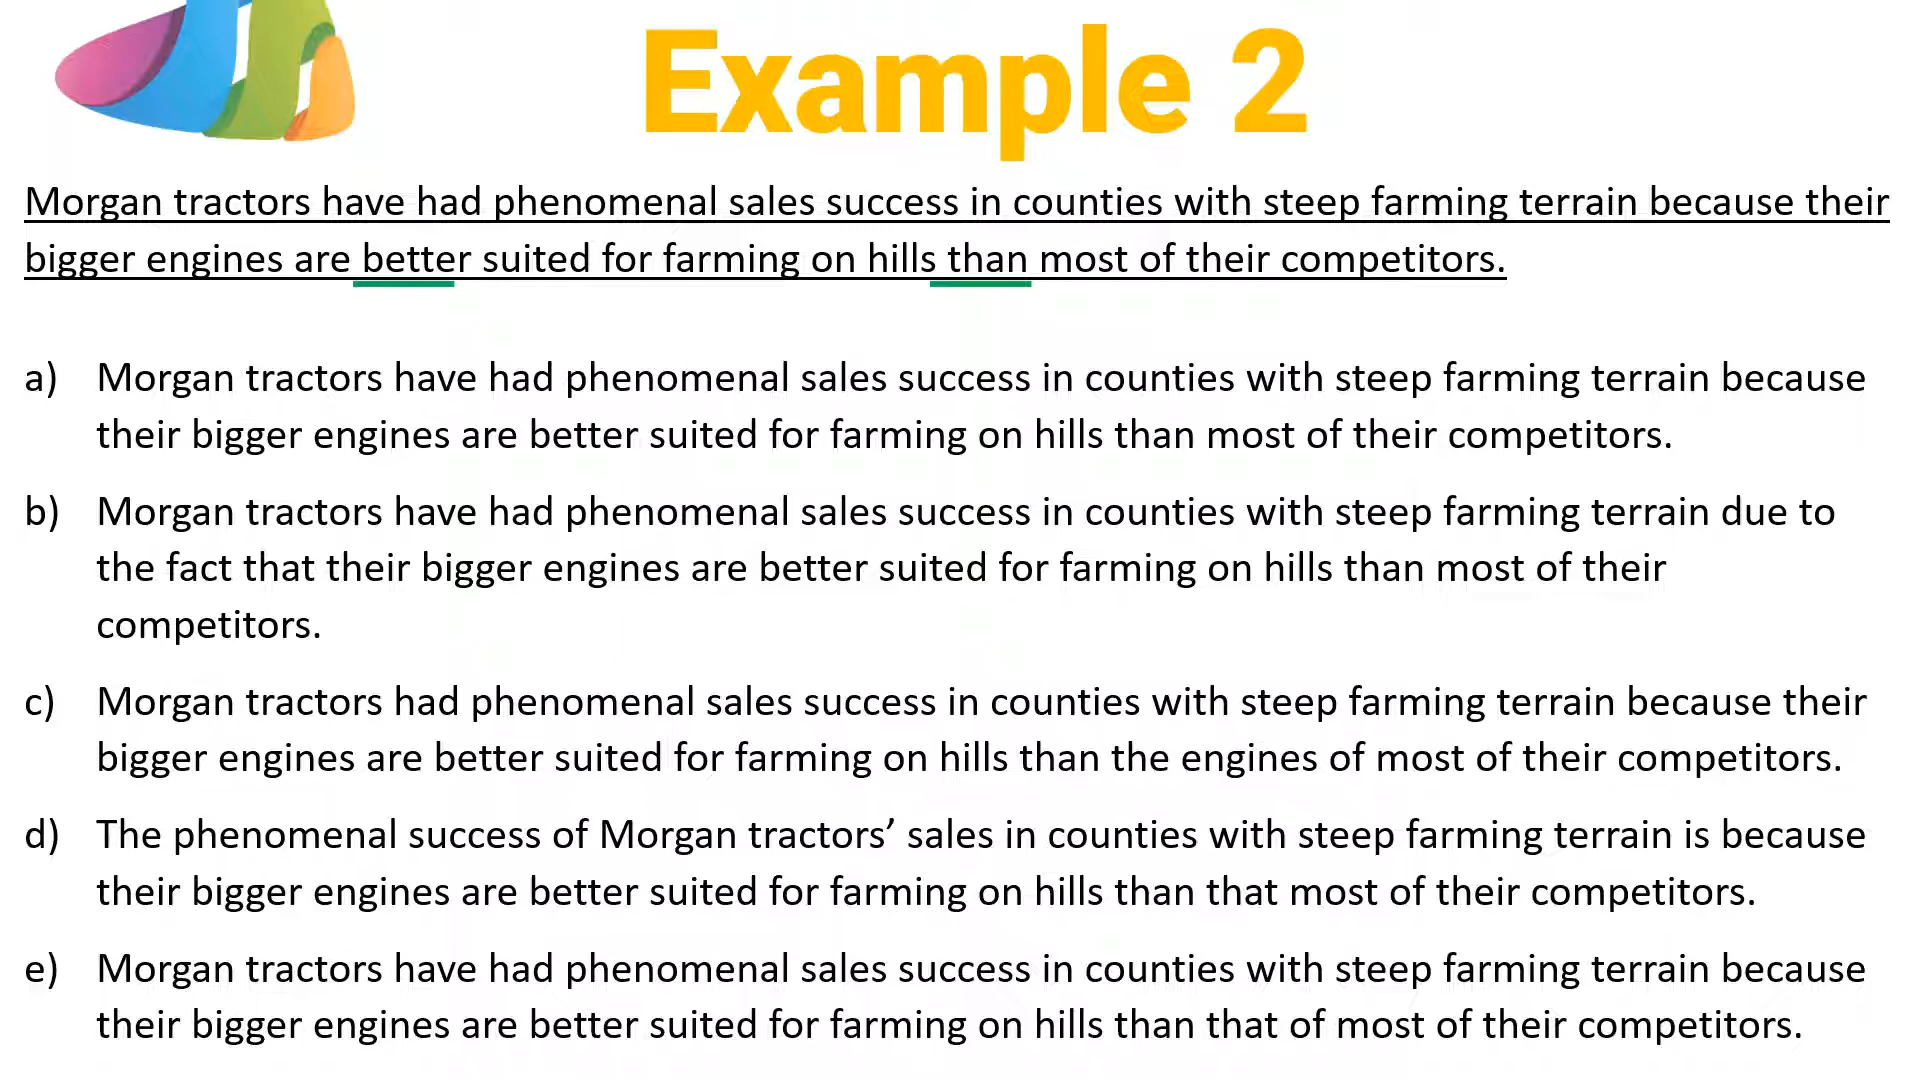 Example 2
Morgan tractors have had phenomenal sales success in counties with steep farming terrain because their
bigger engines are better suited for farming on hills than most of their competitors.
a) Morgan tractors have had phenomenal sales success in counties with steep farming terrain because
their bigger engines are better suited for farming on hills than most of their competitors.
b) Morgan tractors have had phenomenal sales success in counties with steep farming terrain due to
the fact that their bigger engines are better suited for farming on hills than most of their
competitors.
c) Morgan tractors had phenomenal sales success in counties with steep farming terrain because their
bigger engines are better suited for farming on hills than the engines of most of their competitors.
d) The phenomenal success of Morgan tractors’ sales in counties with steep farming terrain is because
their bigger engines are better suited for farming on hills than that most of their competitors.
e) Morgan tractors have had phenomenal sales success in counties with steep farming terrain because
their bigger engines are better suited for farming on hills than that of most of their competitors.